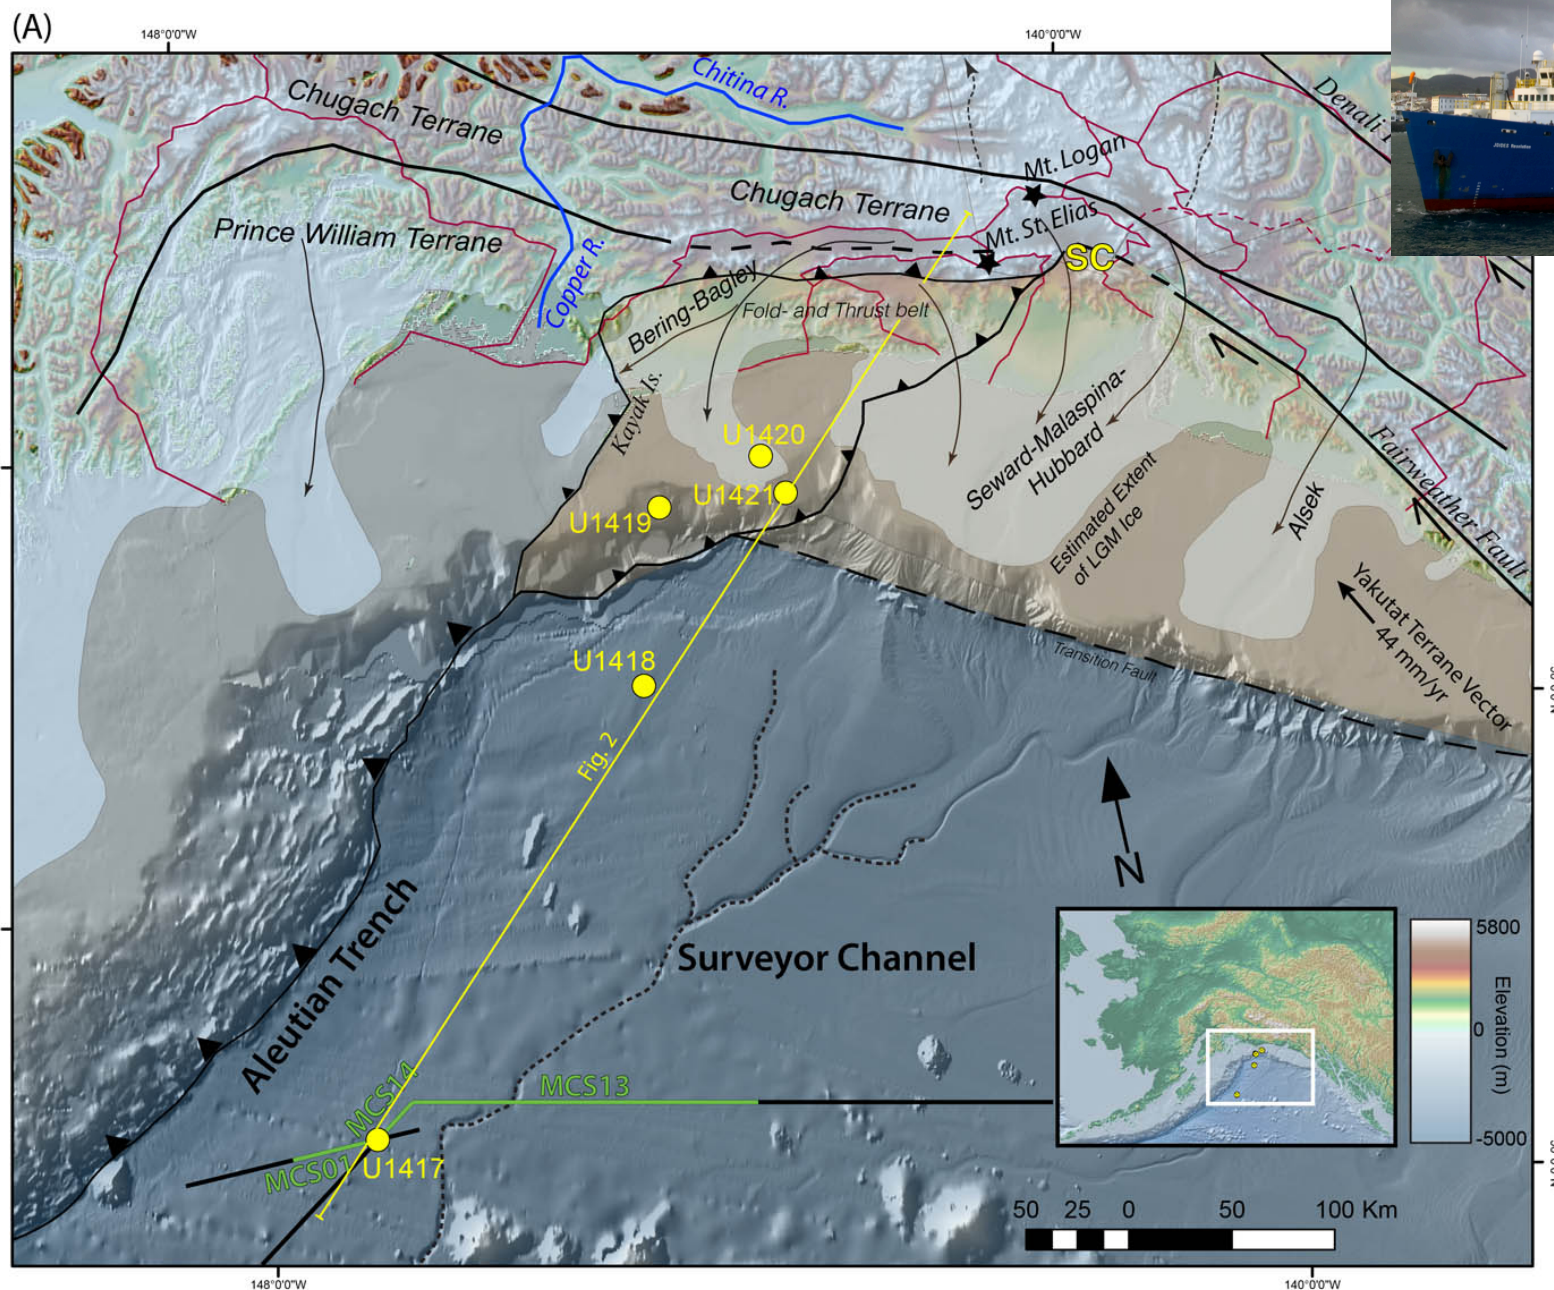 (A)
148°0'0"W
140°0'0"W
Chitina R.
Denali
JOIDES Resolution
Chugach Terrane
Mt. Logan
Chugach Terrane
Mt. St. Elias
Prince William Terrane
SC
Copper R.
Bering-Bagley
Fold- and Thrust belt
Kayak Is.
U1420
U1421
U1419
Seward-Malaspina-
Hubbard
Estimated Extent
of LGM Ice
Alsek
Fairweather Fault
Yakutat Terrane Vector
44 mm/yr
Transition Fault
U1418
Fig. 2
N
Surveyor Channel
Aleutian Trench
5800
0
-5000
Elevation (m)
MCS14
MCS13
MCS01
U1417
50 25 0 50 100 Km
148°0'0"W
140°0'0"W